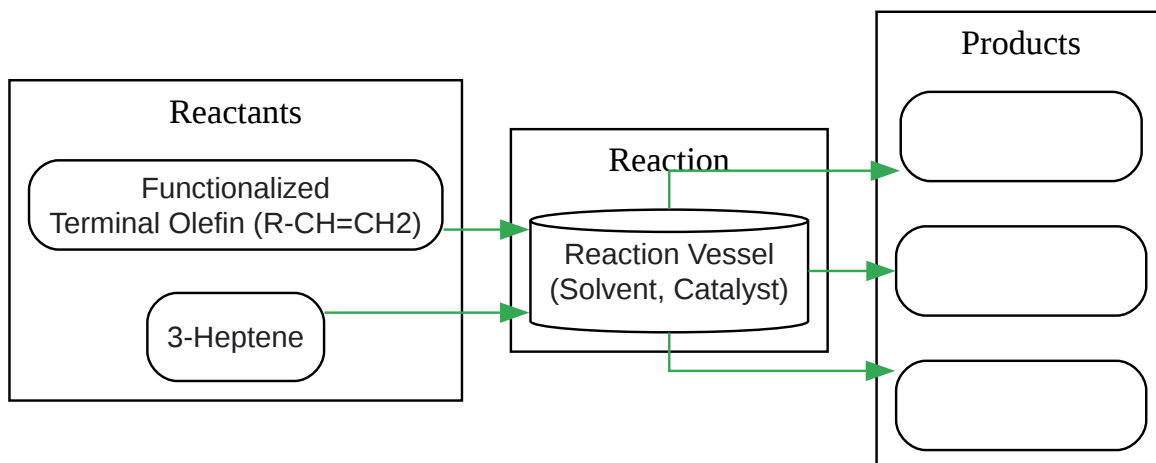 Reactants
Functionalized
Terminal Olefin (R-CH=CH2)
3-Heptene
Reaction
Reaction Vessel
(Solvent, Catalyst)
Products